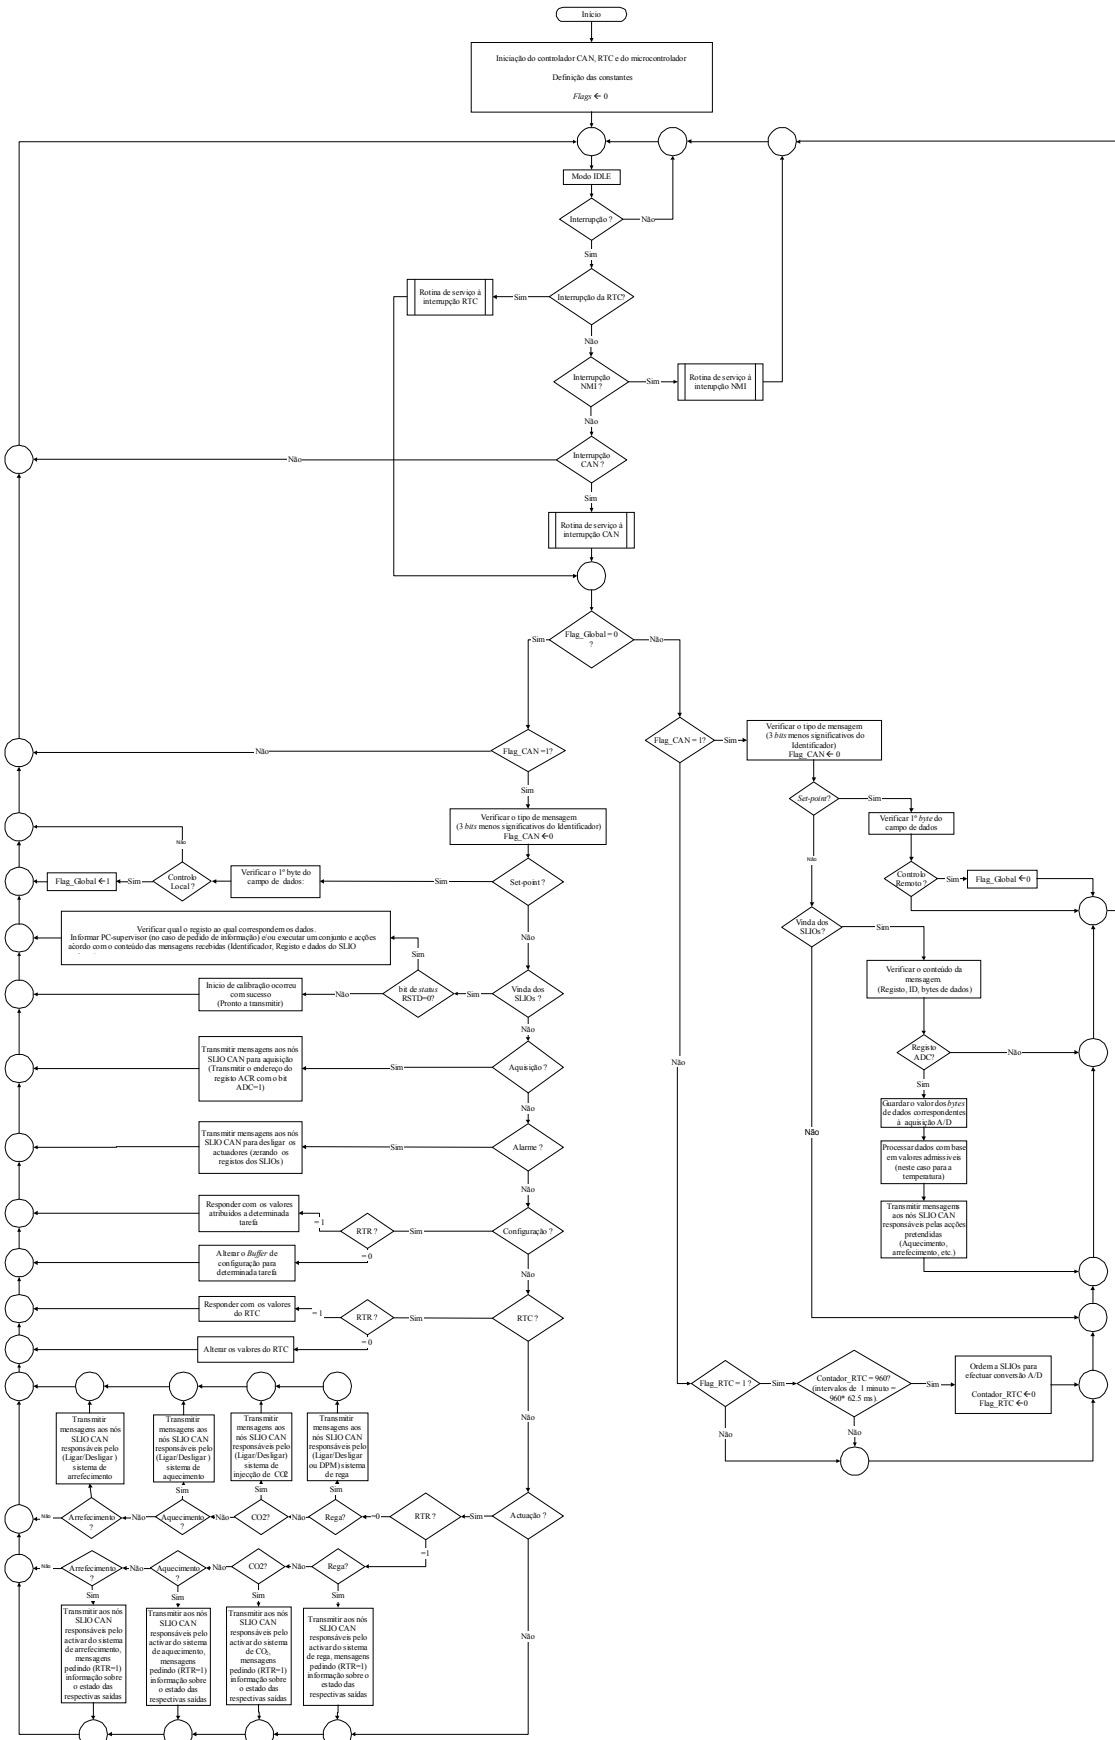 Início
Iniciação do controlador CAN, RTC e do microcontrolador
Definição das constantes
Flags ← 0
Modo IDLE
Interrupção ?
Não
Sim
Rotina de serviço à
interrupção RTC
Sim
Interrupção da RTC?
Não
Interrupção
NMI ?
Sim
Rotina de serviço à
interupção NMI
Não
Interrupção
CAN ?
Não
Sim
Rotina de serviço à
interrupção CAN
Sim
Flag_Global = 0
?
Não
Flag_CAN =1?
Não
Sim
Verificar o tipo de mensagem
(3 bits menos significativos do Identificador)
Flag_CAN ←0
Set-point ?
Sim
Verificar o 1º byte do
campo de dados:
Controlo
Local ?
Não
Sim
Flag_Global ←1
Não
Verificar qual o registo ao qual correspondem os dados.
Informar PC-supervisor (no caso de pedido de informação) e/ou executar um conjunto e acções
acordo com o conteúdo das mensagens recebidas (Identificador, Registo e dados do SLIO
Sim
Vinda dos
SLIOs ?
Sim
bit de status
RSTD=0?
Não
Inicio de calibração ocorreu
com sucesso
(Pronto a transmitir)
Não
Aquisição ?
Sim
Transmitir mensagens aos nós
SLIO CAN para aquisição
(Transmitir o endereço do
registo ACR com o bit
ADC=1)
Não
Alarme ?
Sim
Transmitir mensagens aos nós
SLIO CAN para desligar os
actuadores (zerando os
registos dos SLIOs)
Não
Configuração ?
Sim
RTR ?
= 1
Responder com os valores
atribuidos a determinada
tarefa
= 0
Alterar o Buffer de
configuração para
determinada tarefa
Não
RTC ?
Sim
RTR ?
= 1
Responder com os valores
do RTC
=0
Alterar os valores do RTC
Não
Transmitir
mensagens aos nós
SLIO CAN
responsáveis pelo
(Ligar/Desligar )
sistema de
arrefecimento
Transmitir
mensagens aos
nós SLIO CAN
responsáveis pelo
(Ligar/Desligar )
sistema de
aquecimento
Transmitir
mensagens aos
nós SLIO CAN
responsáveis pelo
(Ligar/Desligar)
sistema de
injecção de CO2
Transmitir
mensagens aos nós
SLIO CAN
responsáveis pelo
(Ligar/Desligar
ou DPM) sistema
de rega
Sim
Sim
Sim
Sim
Não
Arrefecimento
?
Não
Aquecimento
?
Não
CO2?
Não
Rega?
=0
RTR ?
Sim
Actuação ?
=1
Não
Arrefecimento
?
Não
Aquecimento
?
Não
CO2?
Não
Rega?
Sim
Sim
Sim
Sim
Não
Transmitir aos nós
SLIO CAN
responsáveis pelo
activar do sistema
de arrefecimento,
mensagens
pedindo (RTR=1)
informação sobre
o estado das
respectivas saídas
Transmitir aos nós
SLIO CAN
responsáveis pelo
activar do sistema
de aquecimento,
mensagens
pedindo (RTR=1)
informação sobre
o estado das
respectivas saídas
Transmitir aos nós
SLIO CAN
responsáveis pelo
activar do sistema
de CO₂,
mensagens
pedindo (RTR=1)
informação sobre
o estado das
respectivas saídas
Transmitir aos nós
SLIO CAN
responsáveis pelo
activar do sistema
de rega, mensagens
pedindo (RTR=1)
informação sobre o
estado das
respectivas saídas
Flag_CAN = 1?
Sim
Verificar o tipo de mensagem
(3 bits menos significativos do
Identificador)
Flag_CAN ← 0
Set-point?
Sim
Verificar 1º byte do
campo de dados
Controlo
Remoto ?
Sim
Flag_Global ←0
Não
Vinda dos
SLIOs?
Sim
Verificar o conteúdo da
mensagem.
(Registo, ID, bytes de dados)
Registo
ADC?
Não
Sim
Guardar o valor dos bytes
de dados correspondentes
à aquisição A/D
Processar dados com base
em valores admissíveis
(neste caso para a
temperatura)
Transmitir mensagens
aos nós SLIO CAN
responsáveis pelas acções
pretendidas
(Aquecimento,
arrefecimento, etc.)
Não
Não
Flag_RTC = 1 ?
Sim
Contador_RTC = 960?
(intervalos de 1 minuto =
960* 62.5 ms).
Sim
Ordem a SLIOs para
efectuar conversão A/D
Contador_RTC ←0
Flag_RTC ←0
Não
Não